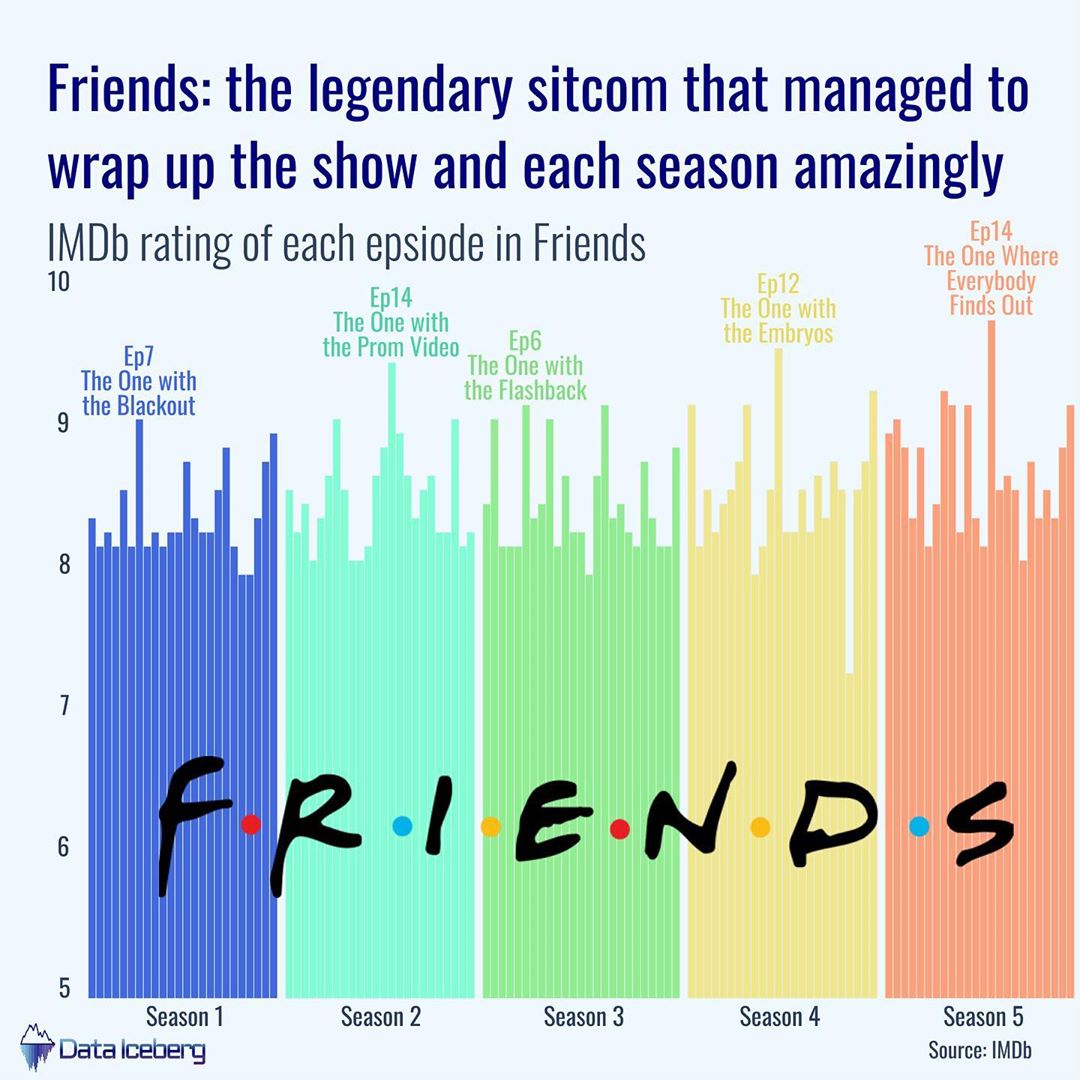 Friends: the legendary sitcom that managed to
wrap up the show and each season amazingly
IMDb rating of each epsiode in Friends
10
9
8
7
6
5
Ep7
The One with
the Blackout
Ep14
The One with
the Prom Video
Ep6
The One with
the Flashback
Ep12
The One with
the Embryos
Ep14
The One Where
Everybody
Finds Out
F•R•I•E•N•D•S
Season 1
Season 2
Season 3
Season 4
Season 5
Data Iceberg
Source: IMDb